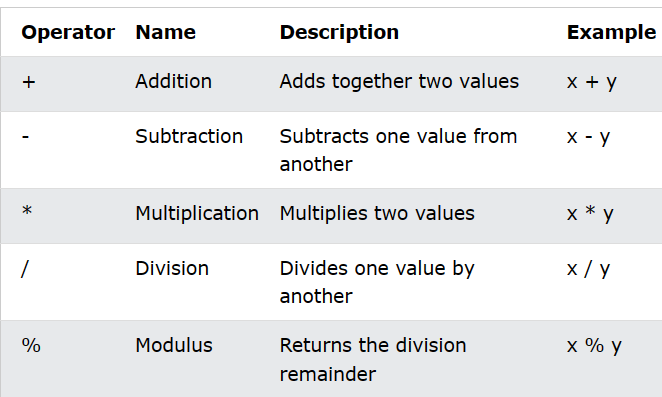 Operator Name Description Example
+ Addition Adds together two values x + y
- Subtraction Subtracts one value from x - y
another
* Multiplication Multiplies two values x * y
/ Division Divides one value by x / y
another
% Modulus Returns the division x % y
remainder